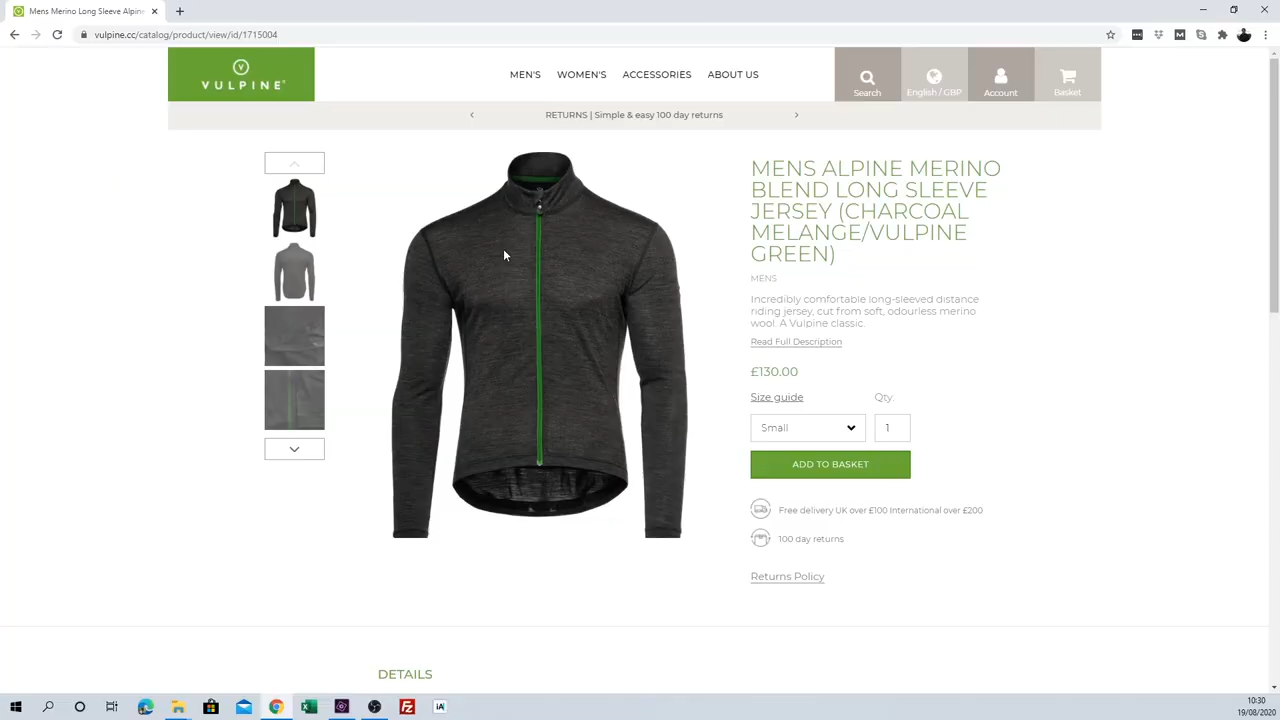 Mens Merino Long Sleeve Alpine
vulpine.cc/catalog/product/view/id/1715004
VULPINE
MEN'S
WOMEN'S
ACCESSORIES
ABOUT US
Search
English / GBP
Account
Basket
RETURNS | Simple & easy 100 day returns
MENS ALPINE MERINO
BLEND LONG SLEEVE
JERSEY (CHARCOAL
MELANGE/VULPINE
GREEN)
MENS
Incredibly comfortable long-sleeved distance
riding jersey, cut from soft, odourless merino
wool. A Vulpine classic.
Read Full Description
£130.00
Size guide
Qty:
Small
1
ADD TO BASKET
Free delivery UK over £100 International over £200
100 day returns
Returns Policy
DETAILS
10:30
19/08/2020